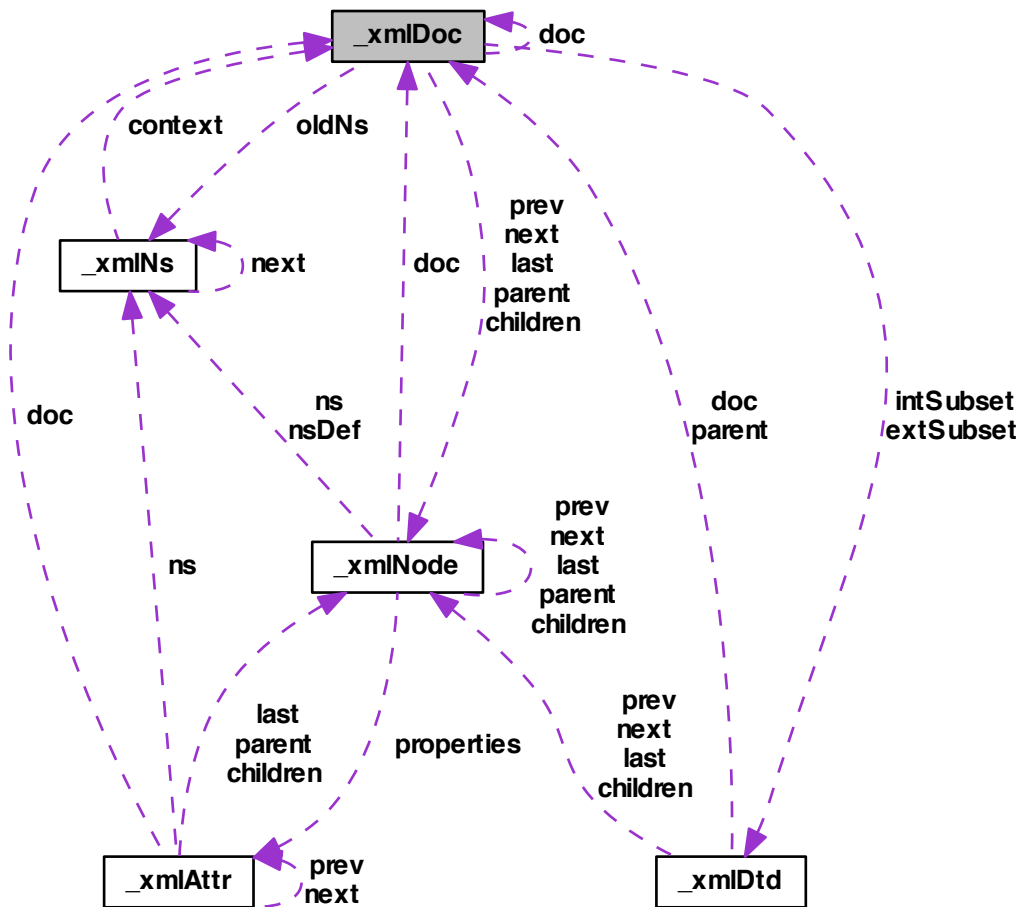 _xmlDoc
doc
context
oldNs
prev
next
last
parent
children
_xmlNs
next
doc
ns
nsDef
doc
doc
parent
intSubset
extSubset
prev
next
last
parent
children
ns
_xmlNode
last
parent
children
properties
prev
next
last
children
_xmlAttr
prev
next
_xmlDtd